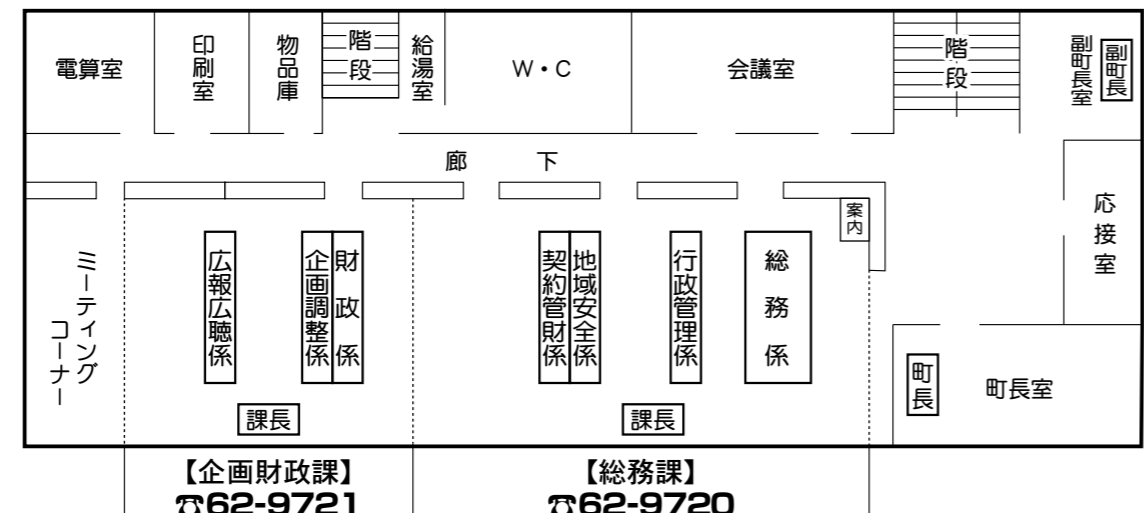 電算室
印刷室
物品庫
階段
給湯室
W・C
会議室
階段
副町長室
副町長
廊下
応接室
案内
ミーティング
コーナー
広報広聴係
企画調整係
財政係
契約管財係
地域安全係
行政管理係
総務係
課長
課長
町長
町長室
【企画財政課】
☎62-9721
【総務課】
☎62-9720